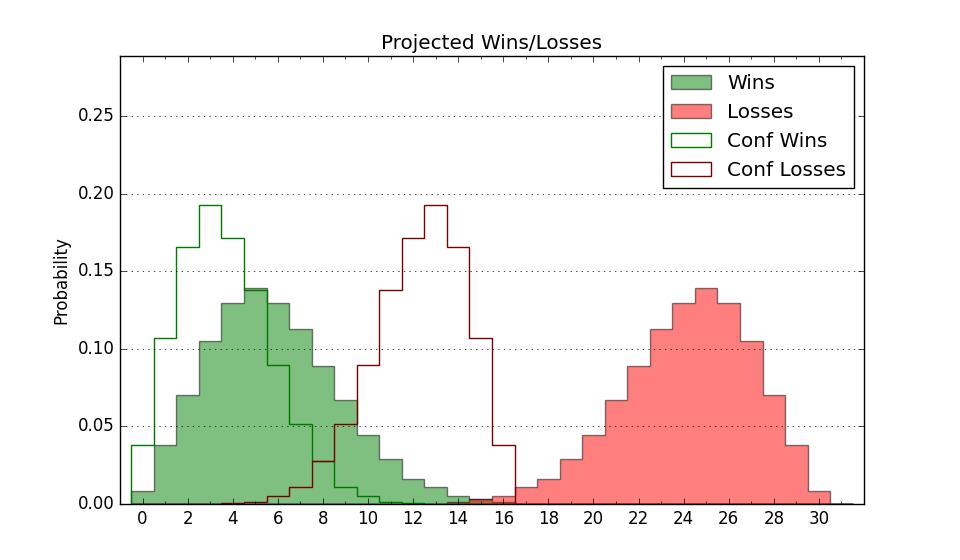 Projected Wins/Losses
Wins
Losses
Conf Wins
Conf Losses
0.25
0.20
0.15
0.10
0.05
0.00
Probability
0 2 4 6 8 10 12 14 16 18 20 22 24 26 28 30